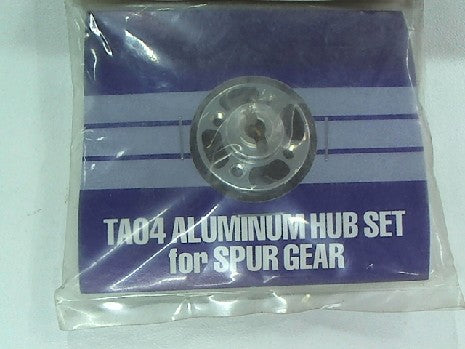 TA04 ALUMINUM HUB SET
for SPUR GEAR